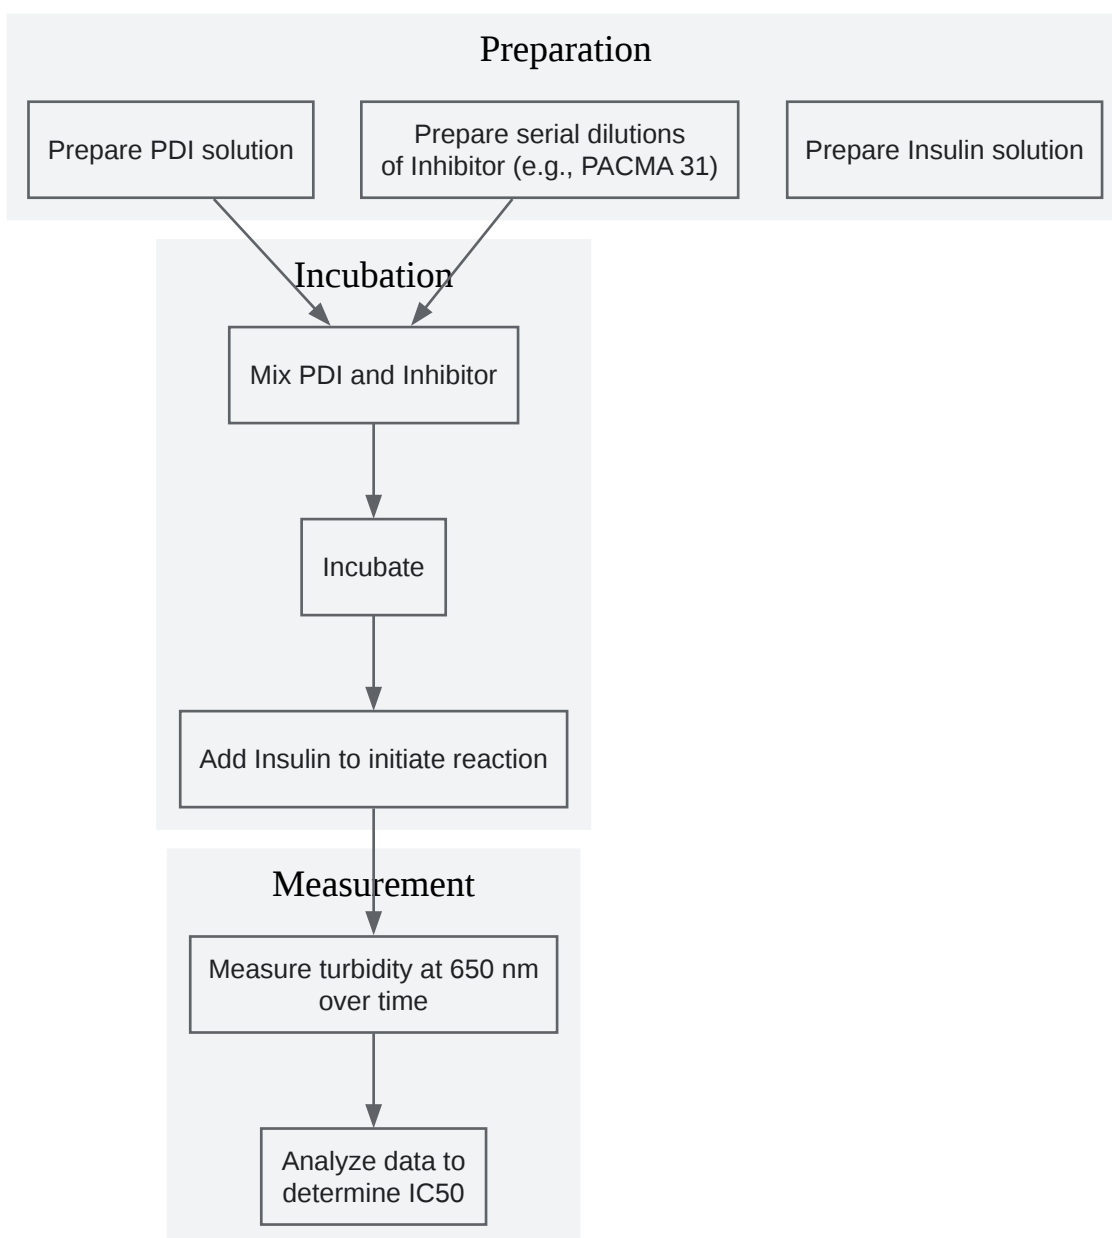 Preparation
Prepare PDI solution
Prepare serial dilutions
of Inhibitor (e.g., PACMA 31)
Prepare Insulin solution
Incubation
Mix PDI and Inhibitor
Incubate
Add Insulin to initiate reaction
Measurement
Measure turbidity at 650 nm
over time
Analyze data to
determine IC50